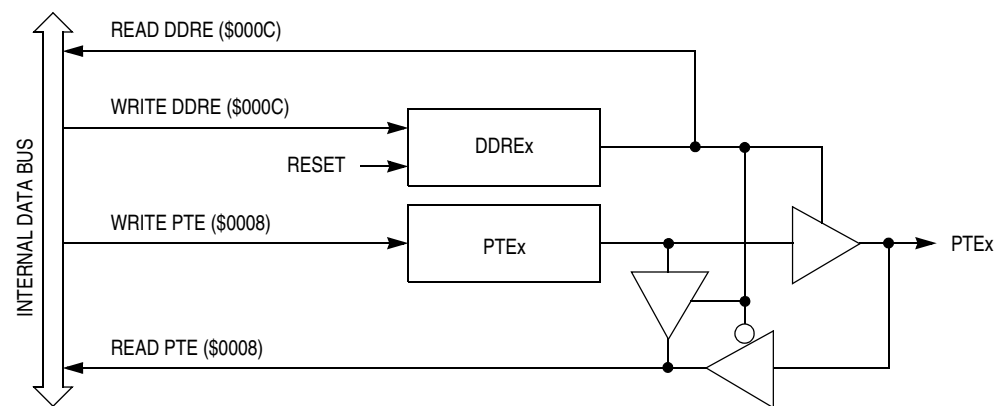 READ DDRE ($000C)
WRITE DDRE ($000C)
DDREx
RESET
WRITE PTE ($0008)
PTEx
PTEx
READ PTE ($0008)
INTERNAL DATA BUS